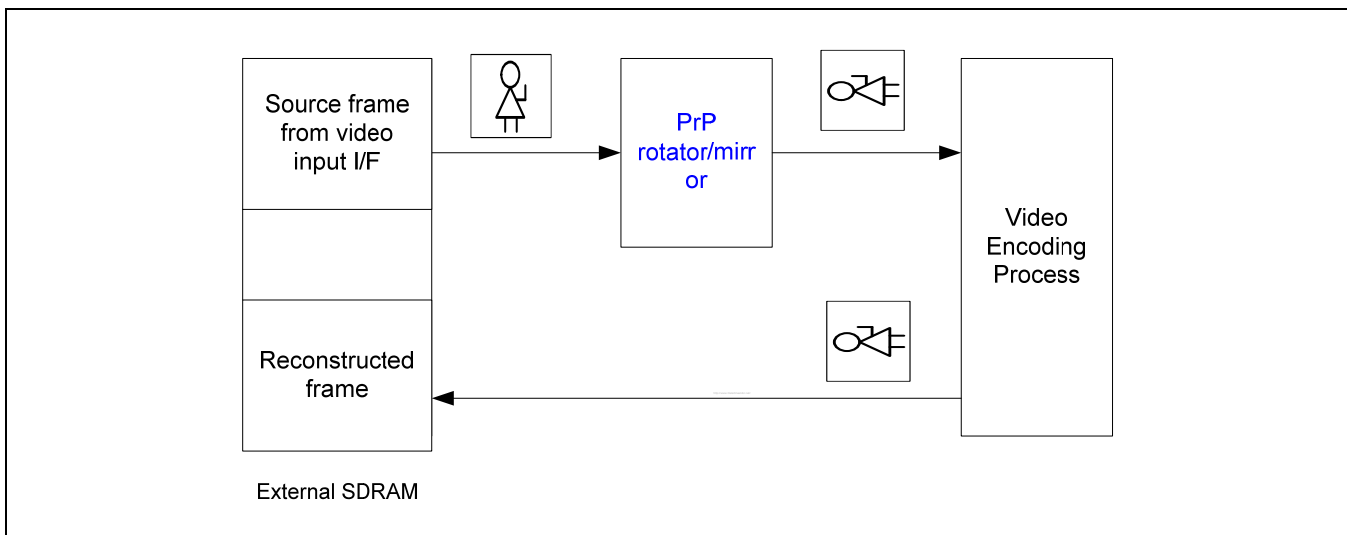 Source frame
from video
input I/F
PrP
rotator/mirr
or
Video
Encoding
Process
Reconstructed
frame
External SDRAM